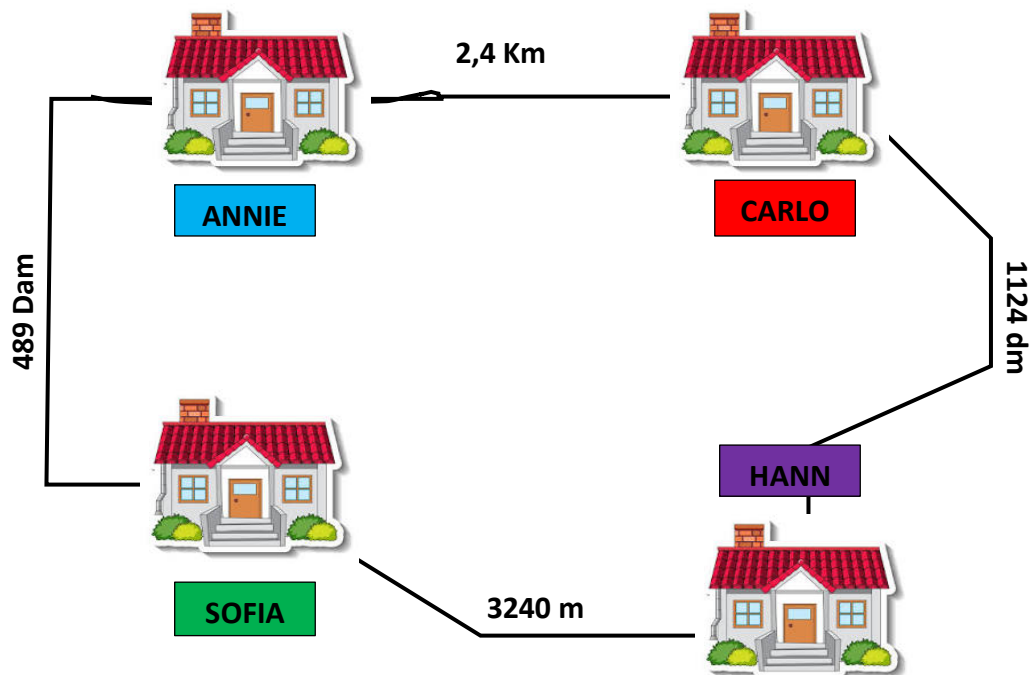 2,4 Km
ANNIE
CARLO
489 Dam
1124 dm
HANN
SOFIA
3240 m